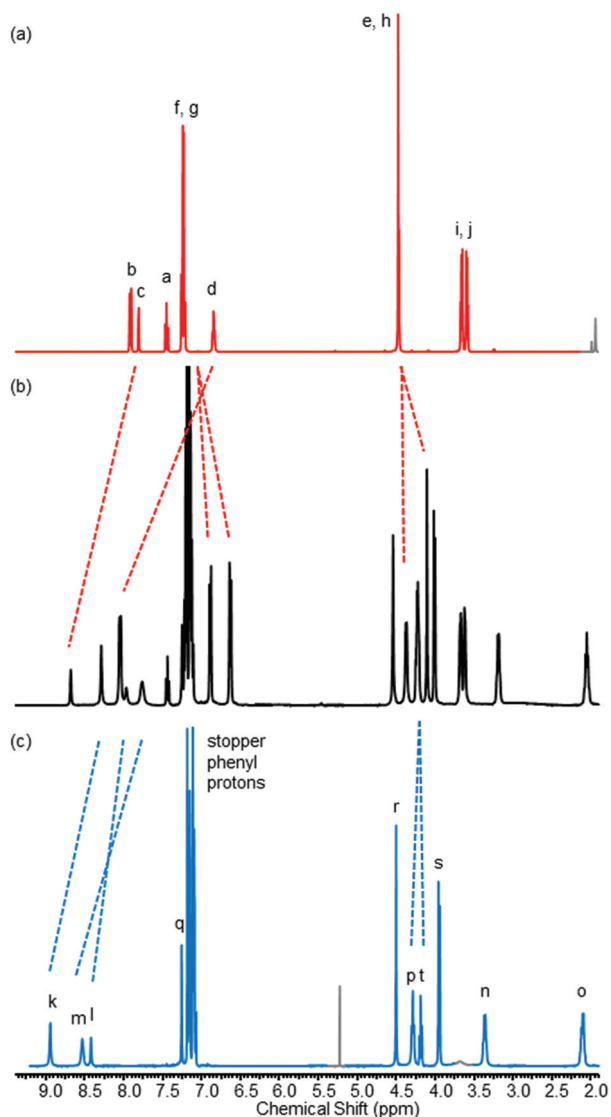 (a)
e, h
f, g
b
c
a
d
i, j
(b)
(c)
stopper
phenyl
protons
r
s
q
k
m
l
p
t
n
o
9.0 8.5 8.0 7.5 7.0 6.5 6.0 5.5 5.0 4.5 4.0 3.5 3.0 2.5 2.0
Chemical Shift (ppm)